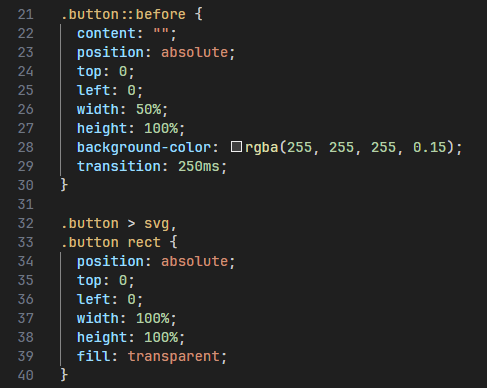 21 .button::before {
22 content: "";
23 position: absolute;
24 top: 0;
25 left: 0;
26 width: 50%;
27 height: 100%;
28 background-color: rgba(255, 255, 255, 0.15);
29 transition: 250ms;
30 }
31
32 .button > svg,
33 .button rect {
34 position: absolute;
35 top: 0;
36 left: 0;
37 width: 100%;
38 height: 100%;
39 fill: transparent;
40 }